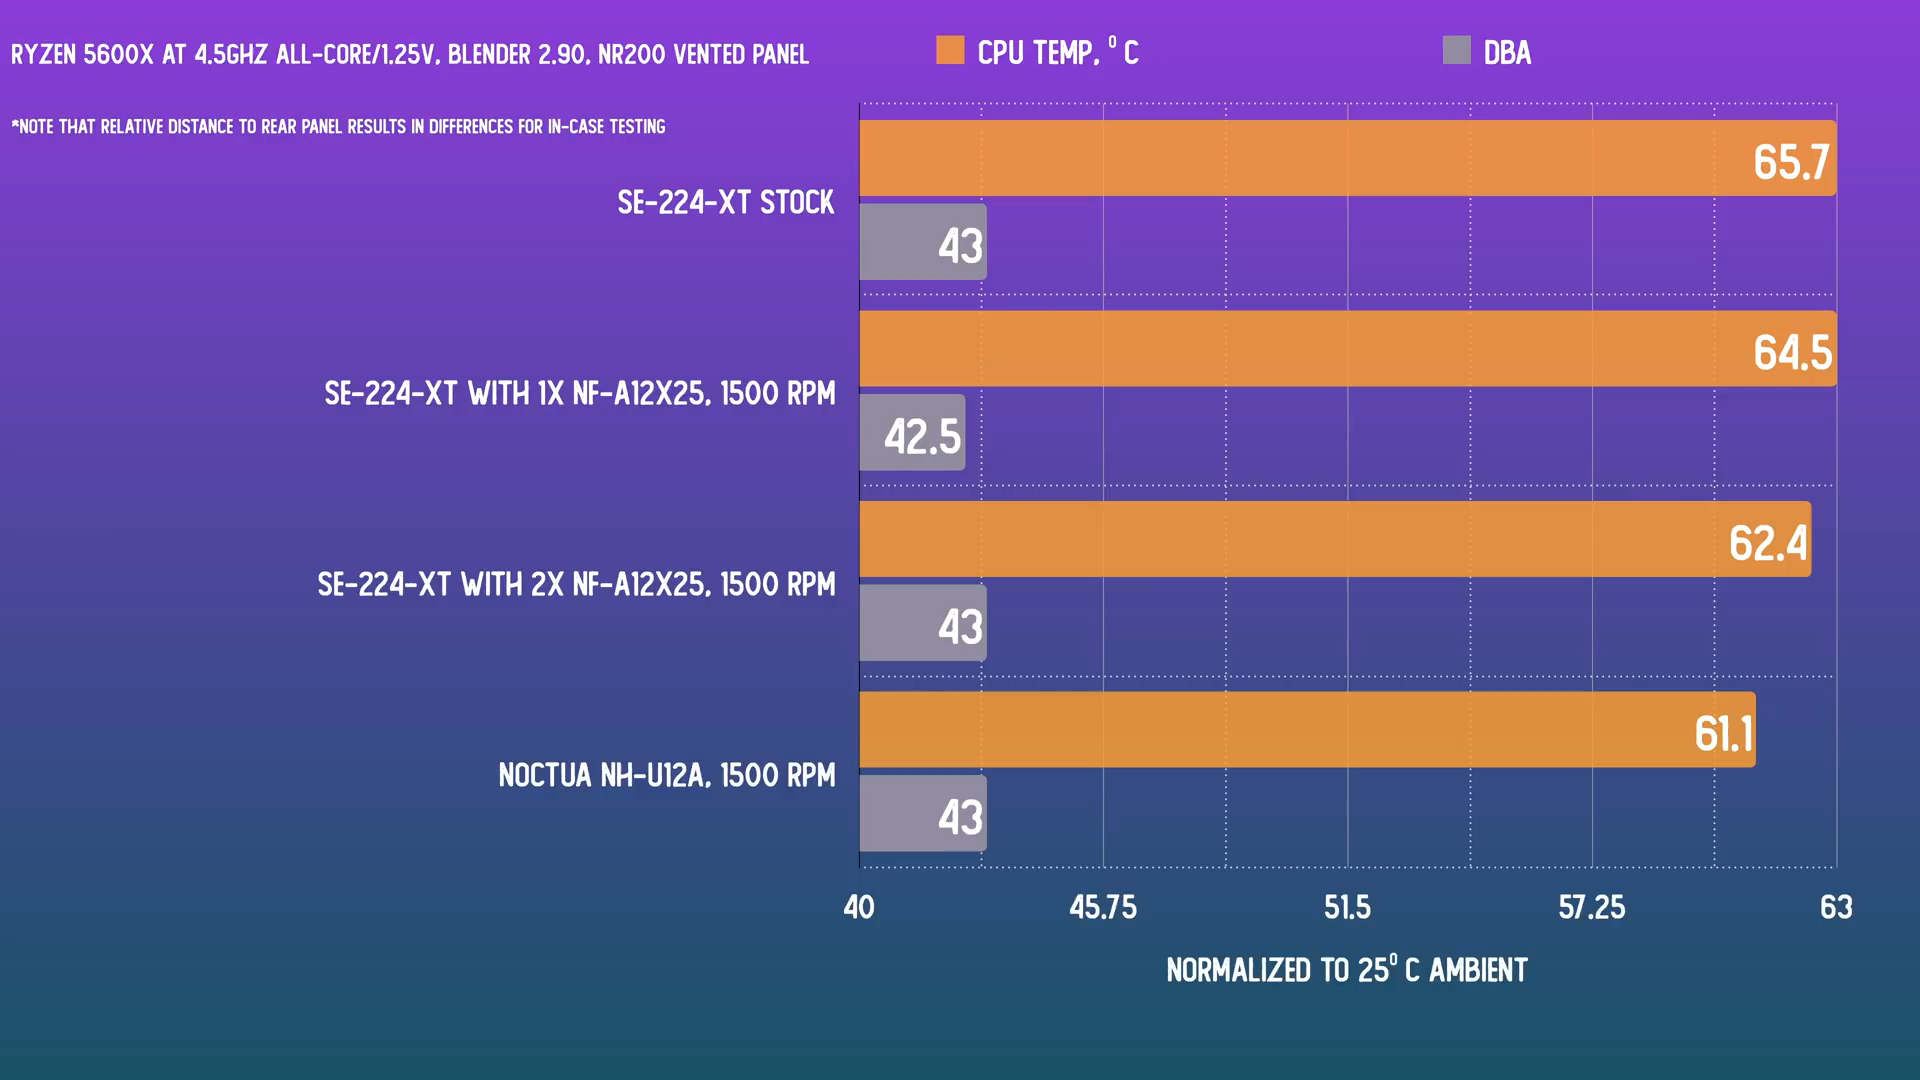 RYZEN 5600X AT 4.5GHZ ALL-CORE/1.25V, BLENDER 2.90, NR200 VENTED PANEL
CPU TEMP, ⁰ C
DBA
*NOTE THAT RELATIVE DISTANCE TO REAR PANEL RESULTS IN DIFFERENCES FOR IN-CASE TESTING
SE-224-XT STOCK
65.7
43
SE-224-XT WITH 1X NF-A12X25, 1500 RPM
64.5
42.5
SE-224-XT WITH 2X NF-A12X25, 1500 RPM
62.4
43
NOCTUA NH-U12A, 1500 RPM
61.1
43
40 45.75 51.5 57.25 63
NORMALIZED TO 25⁰ C AMBIENT